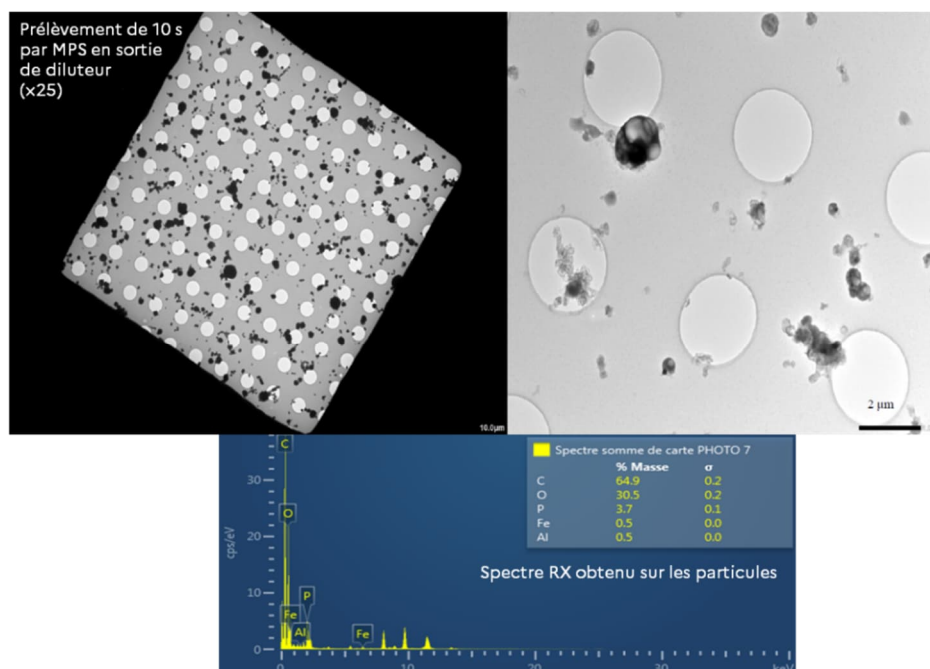 Prélèvement de 10 s
par MPS en sortie
de diluteur
(x25)
10.0µm
2 µm
C
O
P
Fe
Al
Fe
30
20
10
0
cps/eV
0
10
20
30
keV
Spectre somme de carte PHOTO 7
% Masse σ
C 64.9 0.2
O 30.5 0.2
P 3.7 0.1
Fe 0.5 0.0
Al 0.5 0.0
Spectre RX obtenu sur les particules